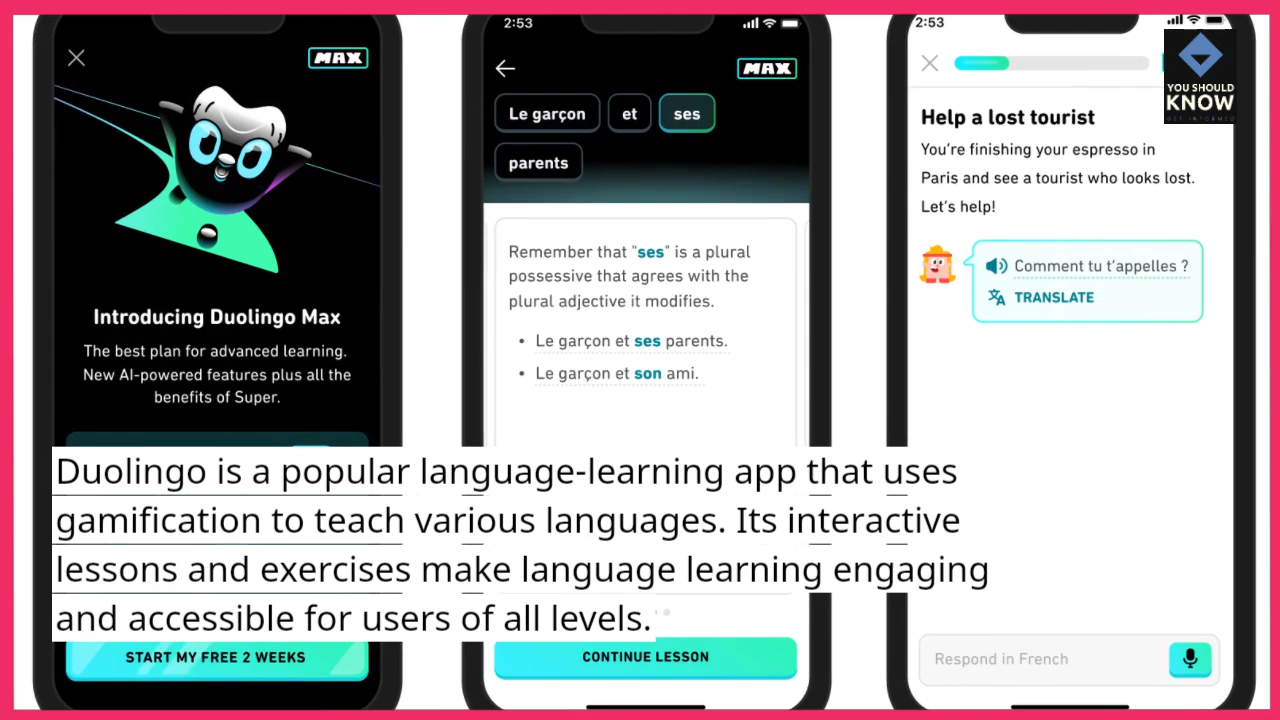 MAX
Introducing Duolingo Max
The best plan for advanced learning.
New AI-powered features plus all the
benefits of Super.
START MY FREE 2 WEEKS
2:53
MAX
Le garçon
et
ses
parents
Remember that "ses" is a plural
possessive that agrees with the
plural adjective it modifies.
• Le garçon et ses parents.
• Le garçon et son ami.
CONTINUE LESSON
2:53
YOU SHOULD
KNOW
GET INFORMED
Help a lost tourist
You’re finishing your espresso in
Paris and see a tourist who looks lost.
Let’s help!
Comment tu t’appelles ?
TRANSLATE
Respond in French
Duolingo is a popular language-learning app that uses
gamification to teach various languages. Its interactive
lessons and exercises make language learning engaging
and accessible for users of all levels.